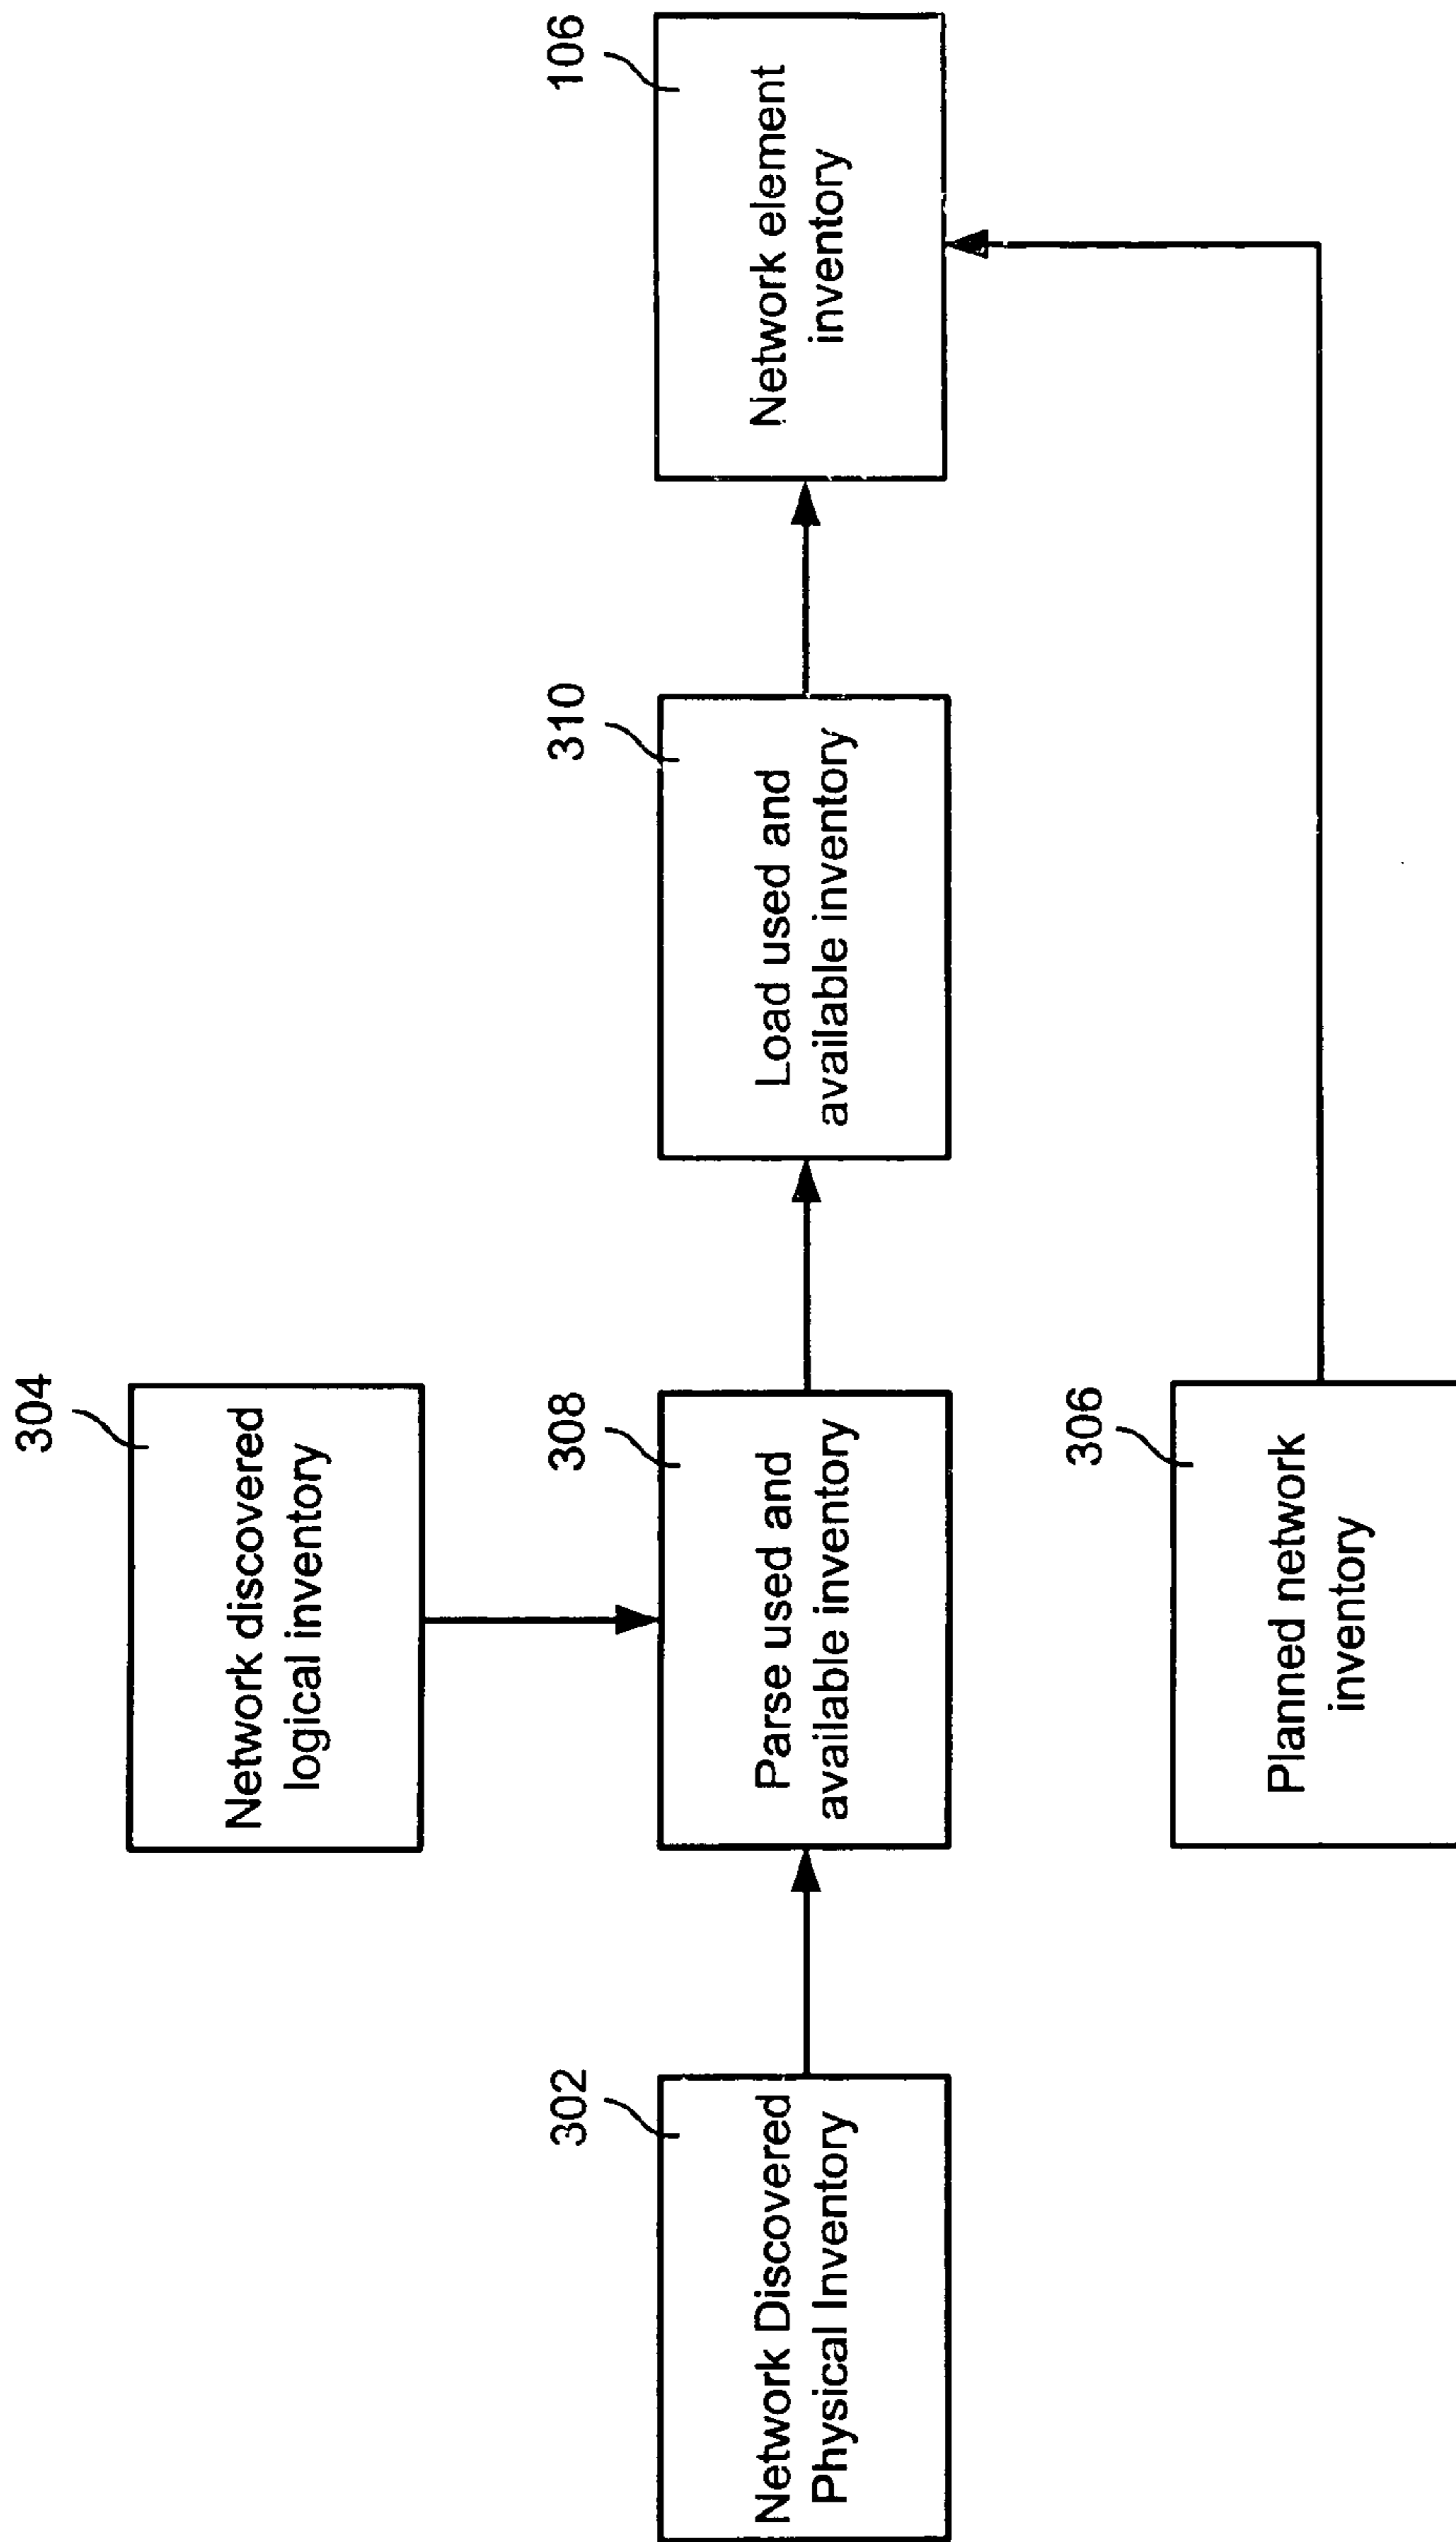 304
Network discovered
logical inventory
302
Network Discovered
Physical Inventory
308
Parse used and
available inventory
310
Load used and
available inventory
106
Network element
inventory
306
Planned network
inventory